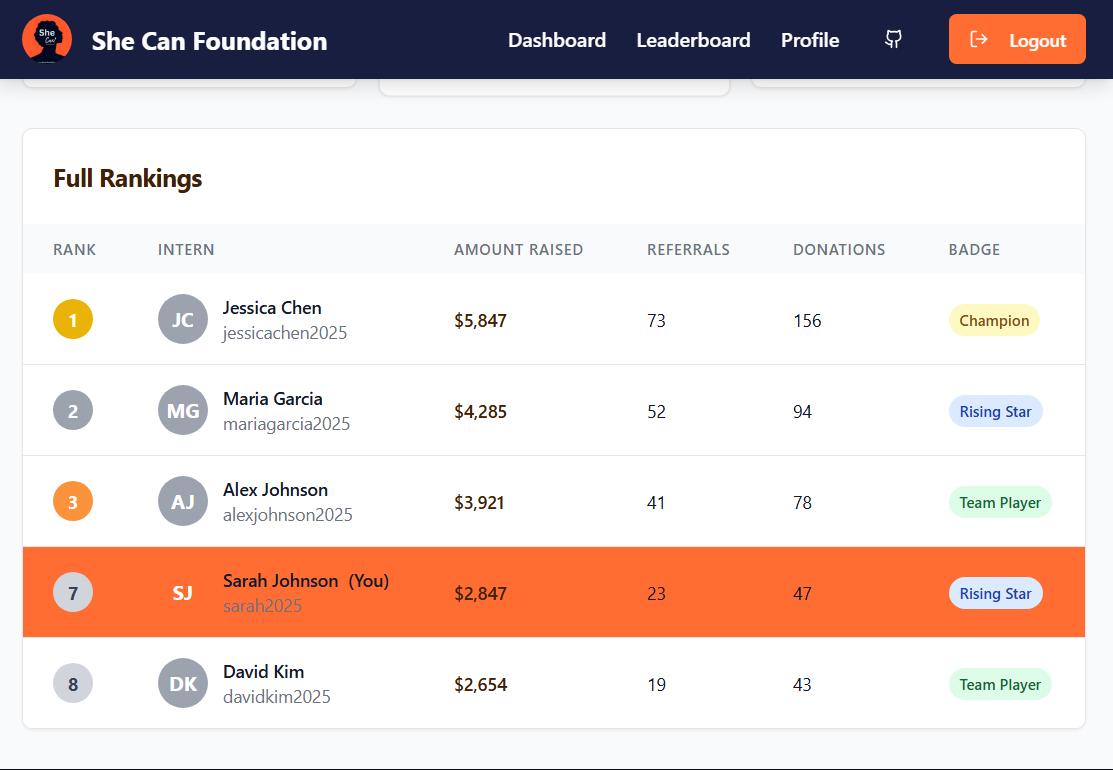 She
Can!
She Can Foundation
Dashboard Leaderboard Profile Logout
Full Rankings
RANK INTERN AMOUNT RAISED REFERRALS DONATIONS BADGE
1 JC Jessica Chen $5,847 73 156 Champion
jessicachen2025
2 MG Maria Garcia $4,285 52 94 Rising Star
mariagarcia2025
3 AJ Alex Johnson $3,921 41 78 Team Player
alexjohnson2025
7 SJ Sarah Johnson (You) $2,847 23 47 Rising Star
sarah2025
8 DK David Kim $2,654 19 43 Team Player
davidkim2025